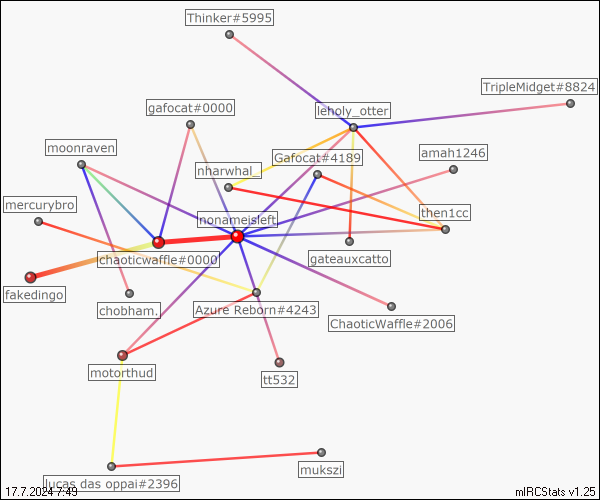 Thinker#5995
TripleMidget#8824
gafocat#0000
leholy_otter
moonraven
Gafocat#4189
amah1246
nharwhal_
mercurybro
nonameisleft
then1cc
chaoticwaffle#0000
gateauxcatto
fakedingo
chobham.
Azure Reborn#4243
ChaoticWaffle#2006
motorthud
tt532
mukszi
lucas das oppai#2396
17.7.2024 7:49
mIRCStats v1.25